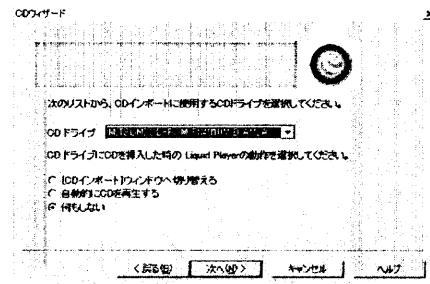 CDウィザード
次のリストから、CDインポートに使用するCDドライブを選択してください。
CD ドライブ
CD ドライブにCDを挿入した時の Liquid Playerの動作を選択してください。
[CDインポート]ウィンドウへ切り替える
自動的にCDを再生する
何もしない
< 戻る(B) 次へ(N) > キャンセル ヘルプ